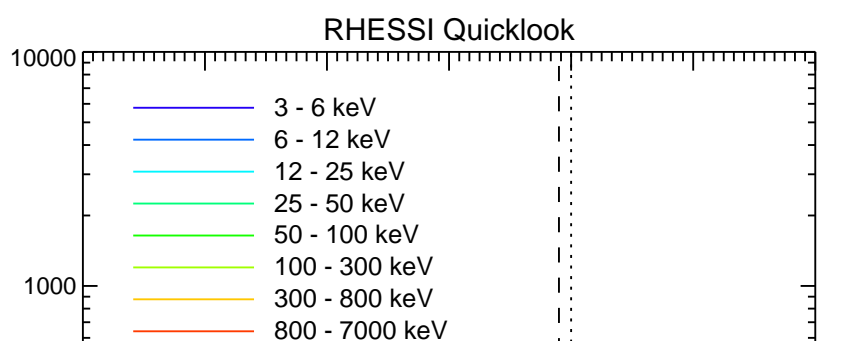 RHESSI Quicklook
10000
3 - 6 keV
6 - 12 keV
12 - 25 keV
25 - 50 keV
50 - 100 keV
100 - 300 keV
1000
300 - 800 keV
800 - 7000 keV